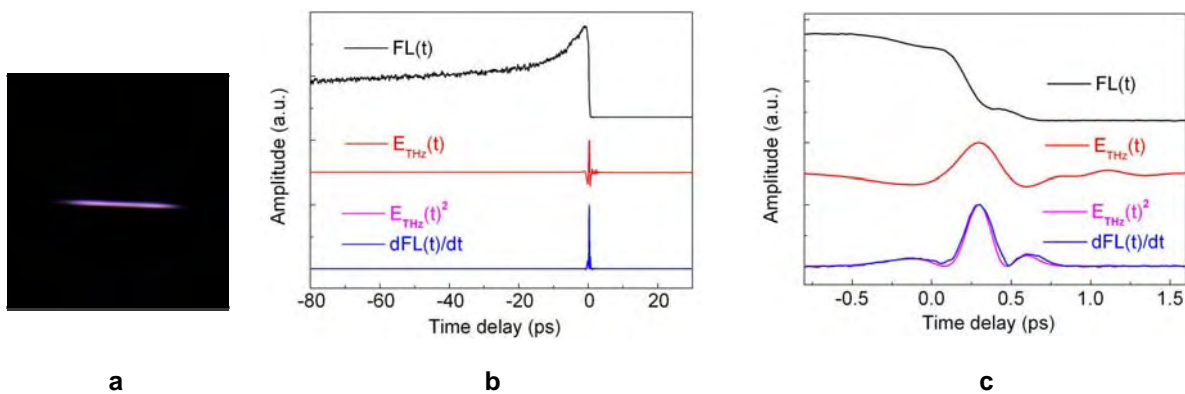 Amplitude (a.u.)
FL(t)
E_THz(t)
E_THz(t)²
dFL(t)/dt
-80 -60 -40 -20 0 20
Time delay (ps)
Amplitude (a.u.)
FL(t)
E_THz(t)
E_THz(t)²
dFL(t)/dt
-0.5 0.0 0.5 1.0 1.5
Time delay (ps)
a b c